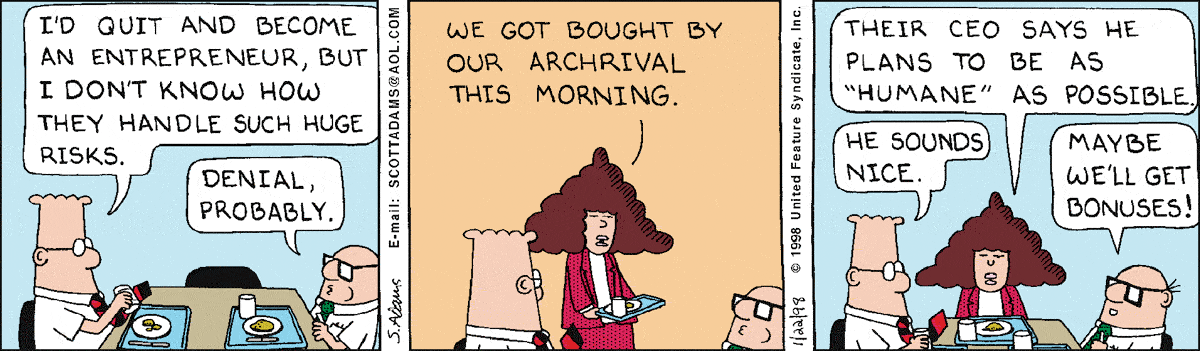 I'D QUIT AND BECOME
AN ENTREPRENEUR, BUT
I DON'T KNOW HOW
THEY HANDLE SUCH HUGE
RISKS.
DENIAL,
PROBABLY.
S.Adams E-mail: SCOTTADAMS@AOL.COM
WE GOT BOUGHT BY
OUR ARCHRIVAL
THIS MORNING.
1/22/98 © 1998 United Feature Syndicate, Inc.
THEIR CEO SAYS HE
PLANS TO BE AS
"HUMANE" AS POSSIBLE.
HE SOUNDS
NICE.
MAYBE
WE'LL GET
BONUSES!